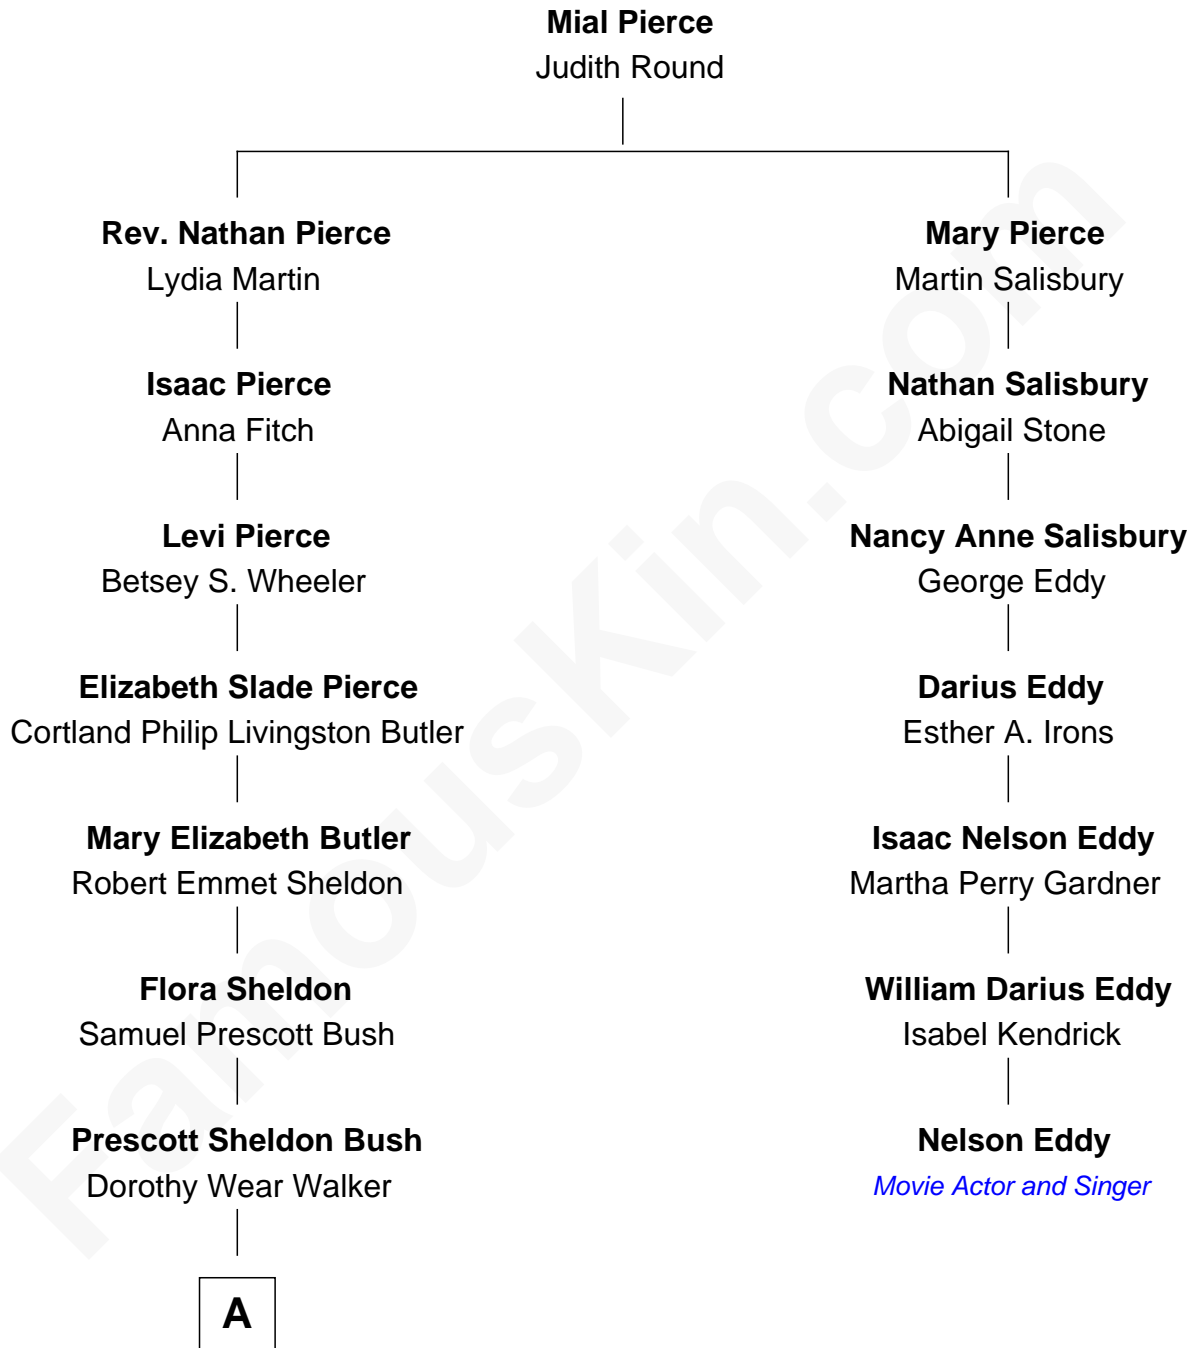 Mial Pierce
Judith Round
Rev. Nathan Pierce
Lydia Martin
Isaac Pierce
Anna Fitch
Levi Pierce
Betsey S. Wheeler
Elizabeth Slade Pierce
Cortland Philip Livingston Butler
Mary Elizabeth Butler
Robert Emmet Sheldon
Flora Sheldon
Samuel Prescott Bush
Prescott Sheldon Bush
Dorothy Wear Walker
A
Mary Pierce
Martin Salisbury
Nathan Salisbury
Abigail Stone
Nancy Anne Salisbury
George Eddy
Darius Eddy
Esther A. Irons
Isaac Nelson Eddy
Martha Perry Gardner
William Darius Eddy
Isabel Kendrick
Nelson Eddy
Movie Actor and Singer
FamousKin.com